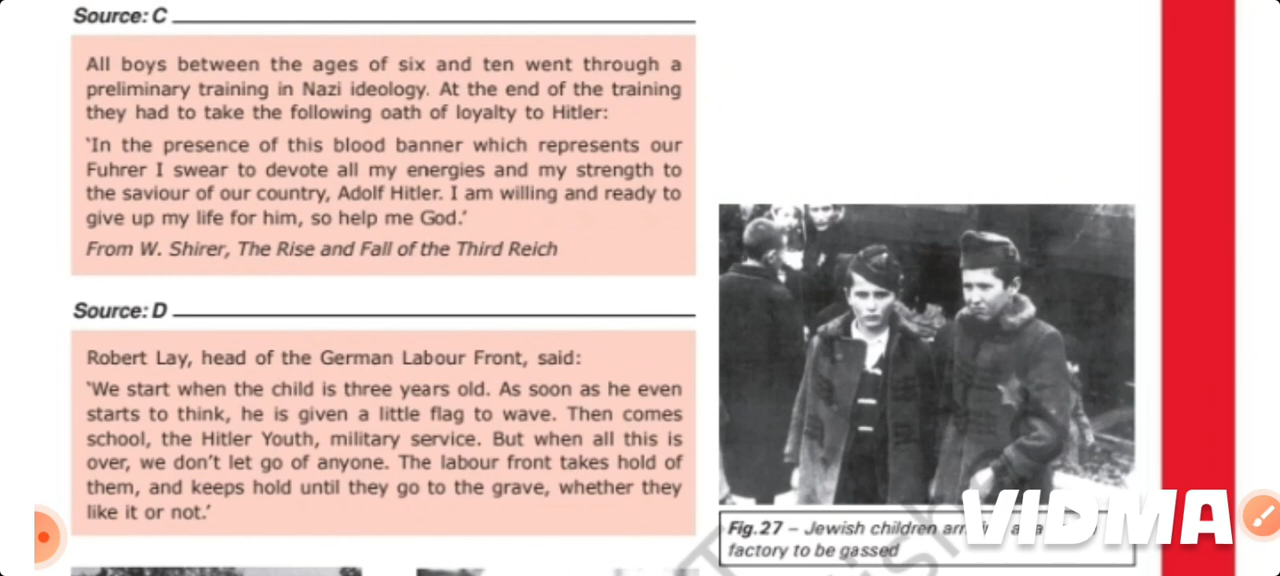 Source: C
All boys between the ages of six and ten went through a
preliminary training in Nazi ideology. At the end of the training
they had to take the following oath of loyalty to Hitler:
‘In the presence of this blood banner which represents our
Fuhrer I swear to devote all my energies and my strength to
the saviour of our country, Adolf Hitler. I am willing and ready to
give up my life for him, so help me God.’
From W. Shirer, The Rise and Fall of the Third Reich
Source: D
Robert Lay, head of the German Labour Front, said:
‘We start when the child is three years old. As soon as he even
starts to think, he is given a little flag to wave. Then comes
school, the Hitler Youth, military service. But when all this is
over, we don’t let go of anyone. The labour front takes hold of
them, and keeps hold until they go to the grave, whether they
like it or not.’
Fig.27 – Jewish children
factory to be gassed
VIDMA